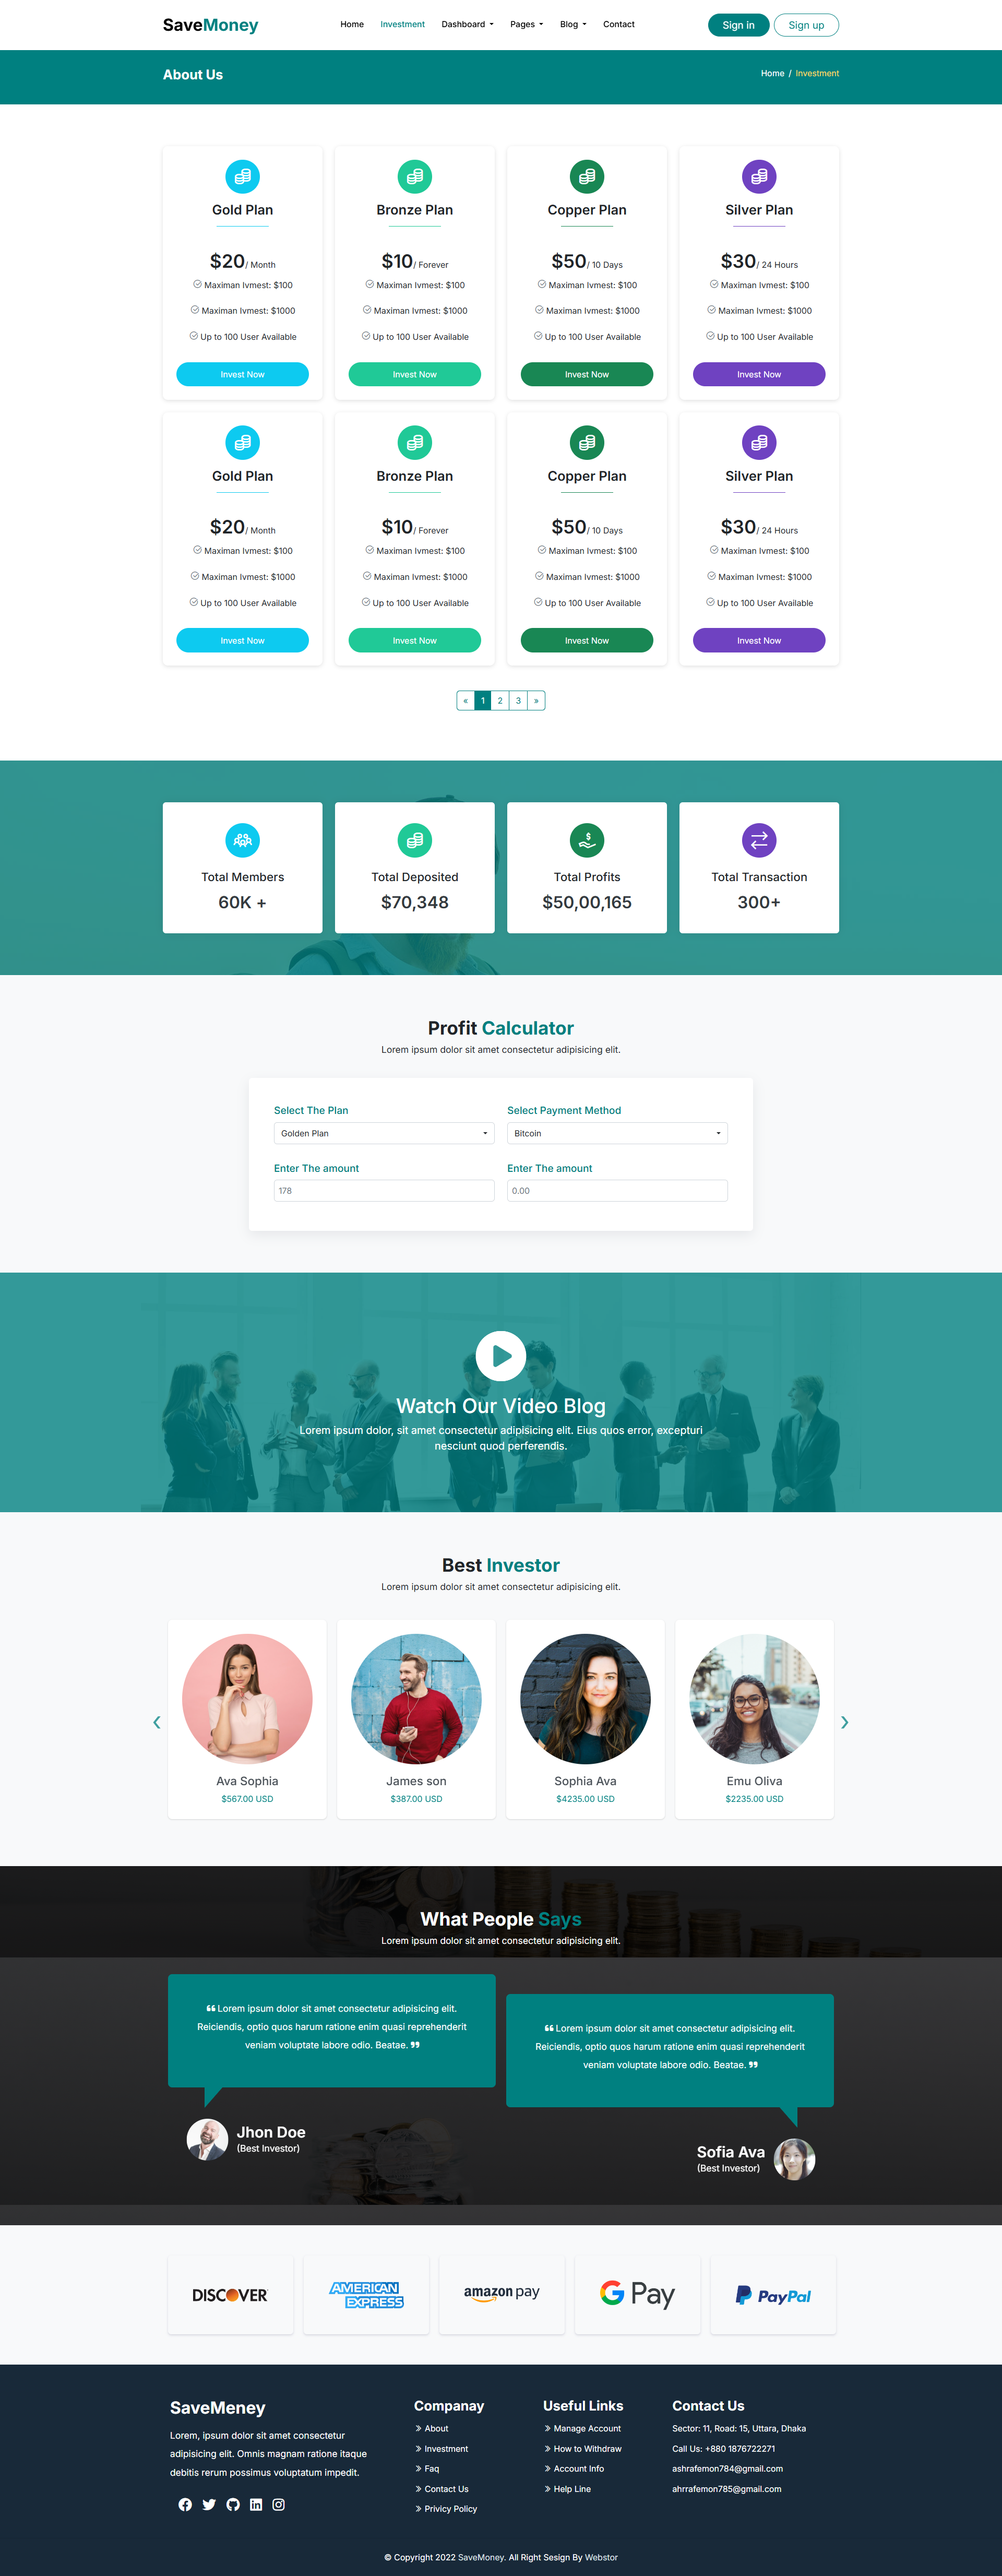 SaveMoney
Home Investment Dashboard Pages Blog Contact
Sign in Sign up
About Us
Home / Investment
Gold Plan
$20/ Month
Maximan Ivmest: $100
Maximan Ivmest: $1000
Up to 100 User Available
Invest Now
Bronze Plan
$10/ Forever
Maximan Ivmest: $100
Maximan Ivmest: $1000
Up to 100 User Available
Invest Now
Copper Plan
$50/ 10 Days
Maximan Ivmest: $100
Maximan Ivmest: $1000
Up to 100 User Available
Invest Now
Silver Plan
$30/ 24 Hours
Maximan Ivmest: $100
Maximan Ivmest: $1000
Up to 100 User Available
Invest Now
Gold Plan
$20/ Month
Maximan Ivmest: $100
Maximan Ivmest: $1000
Up to 100 User Available
Invest Now
Bronze Plan
$10/ Forever
Maximan Ivmest: $100
Maximan Ivmest: $1000
Up to 100 User Available
Invest Now
Copper Plan
$50/ 10 Days
Maximan Ivmest: $100
Maximan Ivmest: $1000
Up to 100 User Available
Invest Now
Silver Plan
$30/ 24 Hours
Maximan Ivmest: $100
Maximan Ivmest: $1000
Up to 100 User Available
Invest Now
« 1 2 3 »
Total Members
60K +
Total Deposited
$70,348
Total Profits
$50,00,165
Total Transaction
300+
Profit Calculator
Lorem ipsum dolor sit amet consectetur adipisicing elit.
Select The Plan
Golden Plan
Select Payment Method
Bitcoin
Enter The amount
178
Enter The amount
0.00
Watch Our Video Blog
Lorem ipsum dolor, sit amet consectetur adipisicing elit. Eius quos error, excepturi
nesciunt quod perferendis.
Best Investor
Lorem ipsum dolor sit amet consectetur adipisicing elit.
Ava Sophia
$567.00 USD
James son
$387.00 USD
Sophia Ava
$4235.00 USD
Emu Oliva
$2235.00 USD
What People Says
Lorem ipsum dolor sit amet consectetur adipisicing elit.
❝ Lorem ipsum dolor sit amet consectetur adipisicing elit.
Reiciendis, optio quos harum ratione enim quasi reprehenderit
veniam voluptate labore odio. Beatae. ❞
Jhon Doe
(Best Investor)
❝ Lorem ipsum dolor sit amet consectetur adipisicing elit.
Reiciendis, optio quos harum ratione enim quasi reprehenderit
veniam voluptate labore odio. Beatae. ❞
Sofia Ava
(Best Investor)
DISCOVER
AMERICAN
EXPRESS
amazon pay
G Pay
PayPal
SaveMeney
Lorem, ipsum dolor sit amet consectetur
adipisicing elit. Omnis magnam ratione itaque
debitis rerum possimus voluptatum impedit.
Companay
About
Investment
Faq
Contact Us
Privicy Policy
Useful Links
Manage Account
How to Withdraw
Account Info
Help Line
Contact Us
Sector: 11, Road: 15, Uttara, Dhaka
Call Us: +880 1876722271
ashrafemon784@gmail.com
ahrrafemon785@gmail.com
© Copyright 2022 SaveMoney. All Right Sesign By Webstor